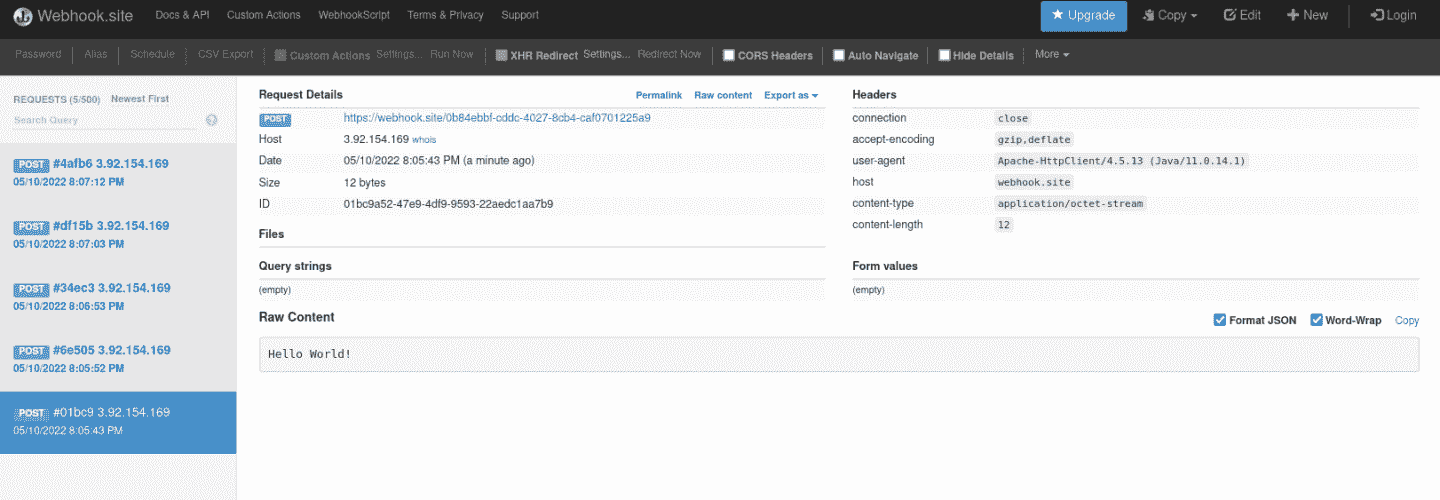 Webhook.site Docs & API Custom Actions WebhookScript Terms & Privacy Support Upgrade Copy Edit New Login
Password Alias Schedule CSV Export Custom Actions Settings... Run Now XHR Redirect Settings... Redirect Now CORS Headers Auto Navigate Hide Details More
REQUESTS (5/500) Newest First
Search Query
POST #4afb6 3.92.154.169
05/10/2022 8:07:12 PM
POST #df15b 3.92.154.169
05/10/2022 8:07:03 PM
POST #34ec3 3.92.154.169
05/10/2022 8:06:53 PM
POST #6e505 3.92.154.169
05/10/2022 8:05:52 PM
POST #01bc9 3.92.154.169
05/10/2022 8:05:43 PM
Request Details Permalink Raw content Export as
POST https://webhook.site/0b84ebbf-cddc-4027-8cb4-caf0701225a9
Host 3.92.154.169 whois
Date 05/10/2022 8:05:43 PM (a minute ago)
Size 12 bytes
ID 01bc9a52-47e9-4df9-9593-22aedc1aa7b9
Files
Headers
connection close
accept-encoding gzip,deflate
user-agent Apache-HttpClient/4.5.13 (Java/11.0.14.1)
host webhook.site
content-type application/octet-stream
content-length 12
Query strings
(empty)
Form values
(empty)
Raw Content Format JSON Word-Wrap Copy
Hello World!